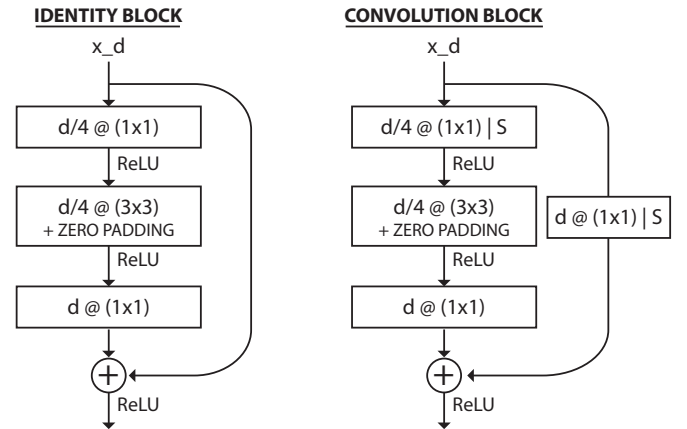 IDENTITY BLOCK
x_d
d/4 @ (1x1)
ReLU
d/4 @ (3x3)
+ ZERO PADDING
ReLU
d @ (1x1)
+
ReLU
CONVOLUTION BLOCK
x_d
d/4 @ (1x1) | S
ReLU
d/4 @ (3x3)
+ ZERO PADDING
d @ (1x1) | S
ReLU
d @ (1x1)
+
ReLU